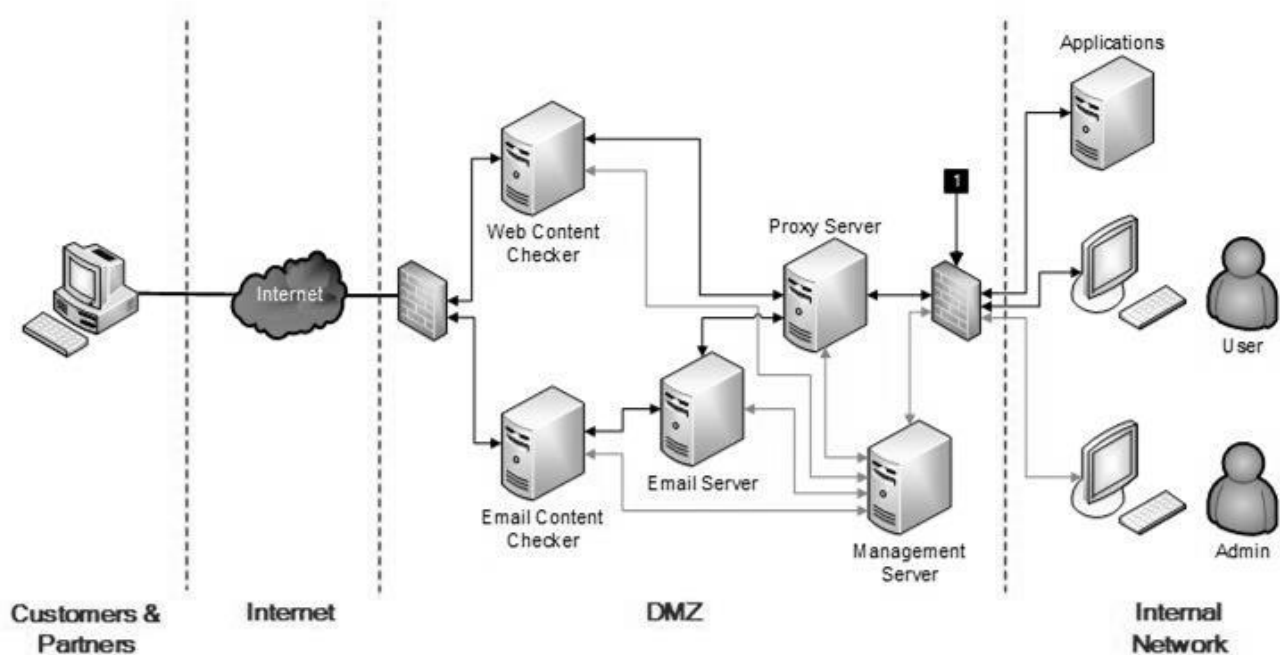 Applications
1
Proxy Server
Web Content
Checker
Internet
User
Email Server
Email Content
Checker
Management
Server
Admin
Customers &
Partners
Internet
DMZ
Internal
Network